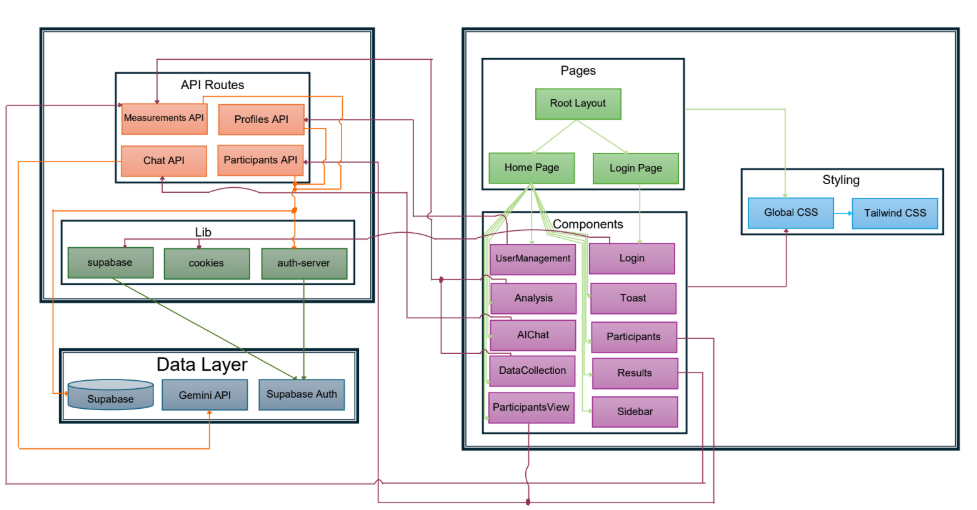 API Routes
Measurements API
Profiles API
Chat API
Participants API
Lib
supabase
cookies
auth-server
Data Layer
Supabase
Gemini API
Supabase Auth
Pages
Root Layout
Home Page
Login Page
Components
UserManagement
Login
Analysis
Toast
AIChat
Participants
DataCollection
Results
ParticipantsView
Sidebar
Styling
Global CSS
Tailwind CSS